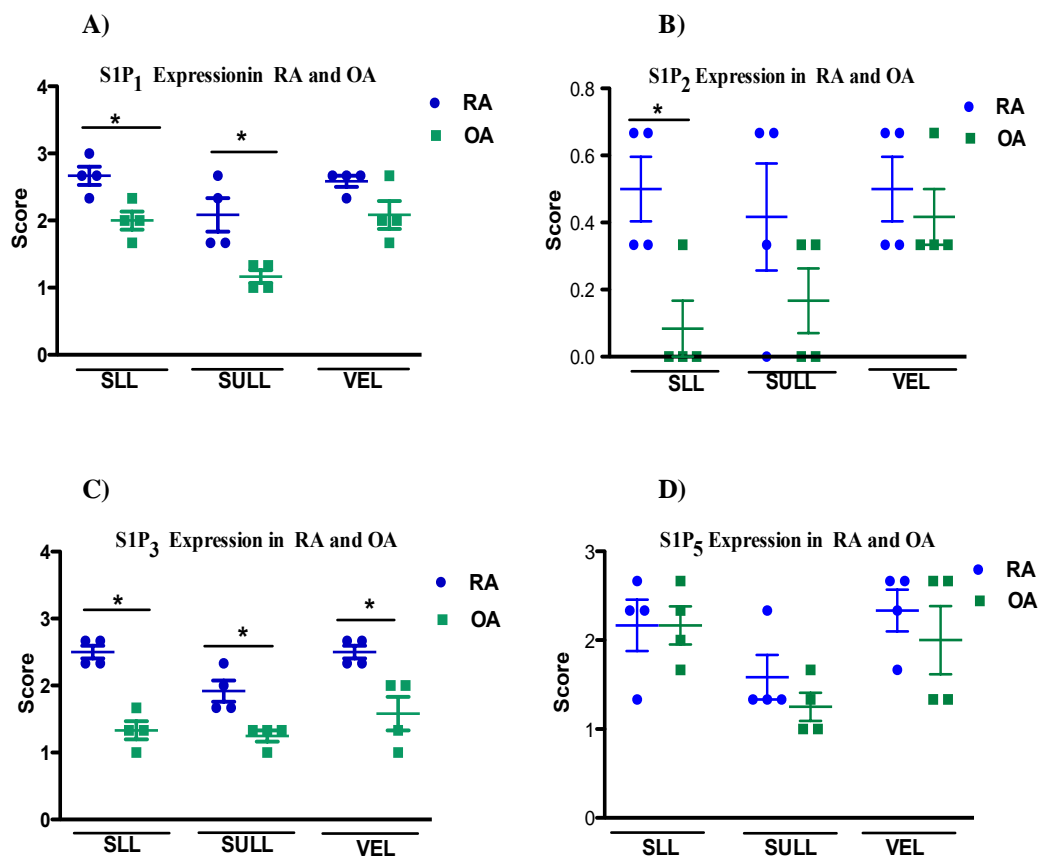 A)
S1P1 Expressionin RA and OA
4
3
2
1
0
Score
*
*
RA
OA
SLL
SULL
VEL
B)
S1P2 Expression in RA and OA
0.8
0.6
0.4
0.2
0.0
Score
*
RA
OA
SLL
SULL
VEL
C)
S1P3 Expression in RA and OA
4
3
2
1
0
Score
*
*
*
RA
OA
SLL
SULL
VEL
D)
S1P5 Expression in RA and OA
3
2
1
0
Score
RA
OA
SLL
SULL
VEL